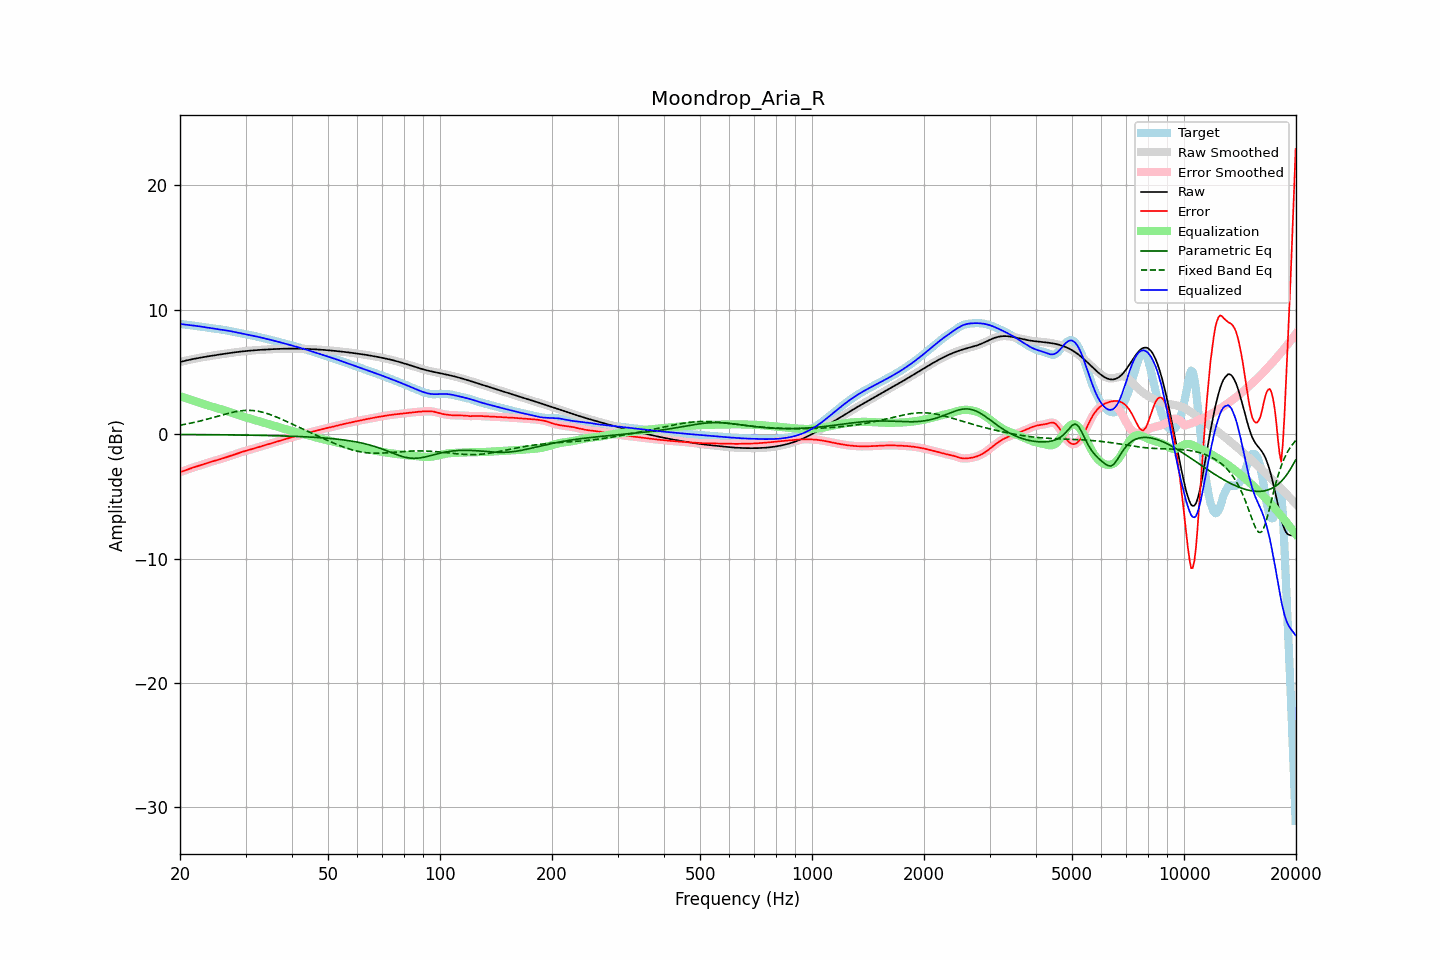 Moondrop_Aria_R
Target
Raw Smoothed
Error Smoothed
Raw
Error
Equalization
Parametric Eq
Fixed Band Eq
Equalized
20
10
0
−10
−20
−30
Amplitude (dBr)
20 50 100 200 500 1000 2000 5000 10000 20000
Frequency (Hz)